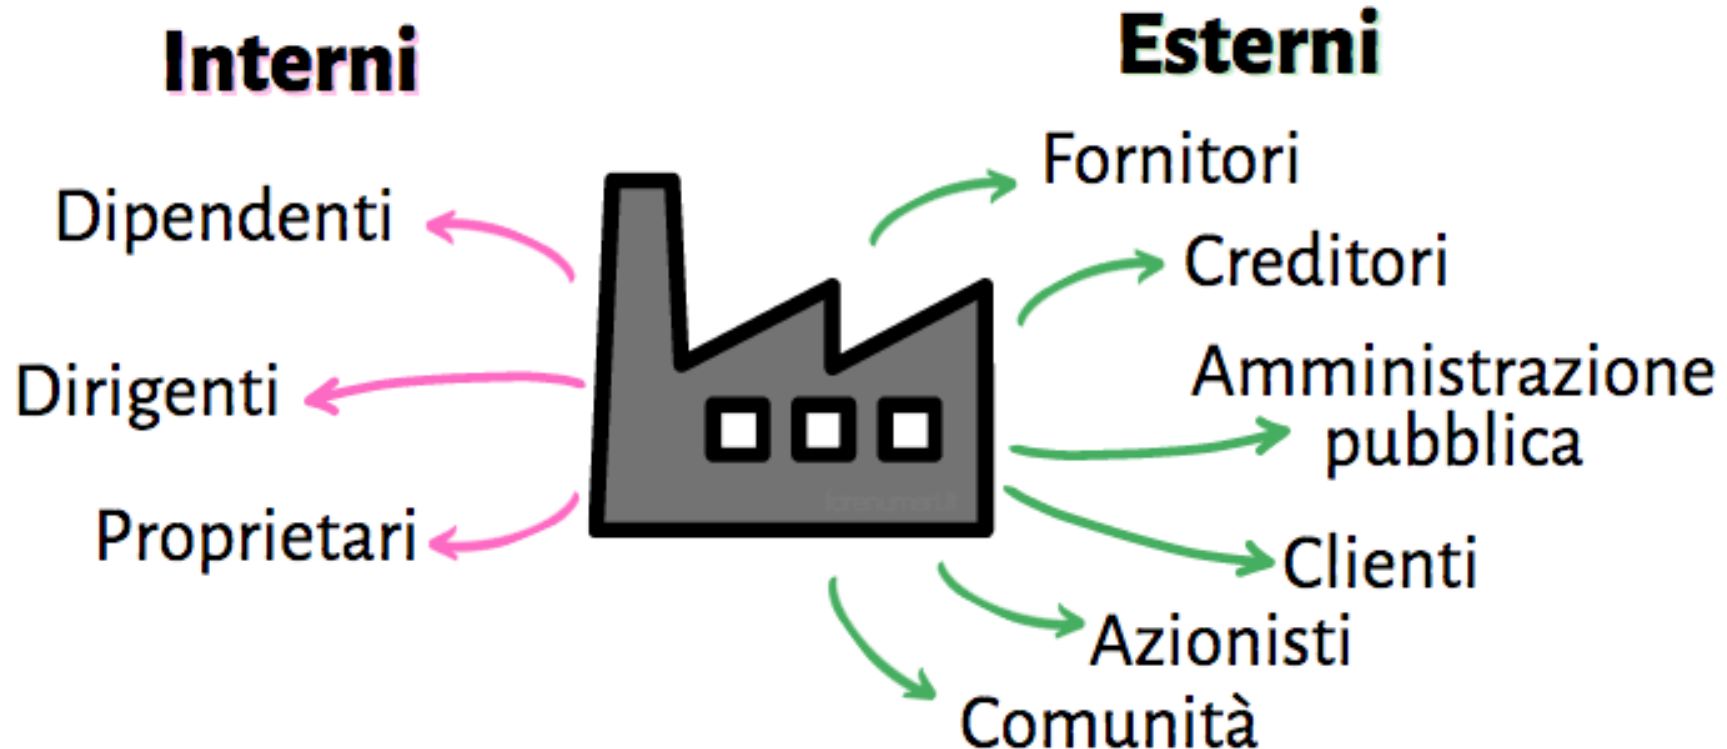 Interni
Esterni
Dipendenti
Dirigenti
Proprietari
Fornitori
Creditori
Amministrazione
pubblica
Clienti
Azionisti
Comunità